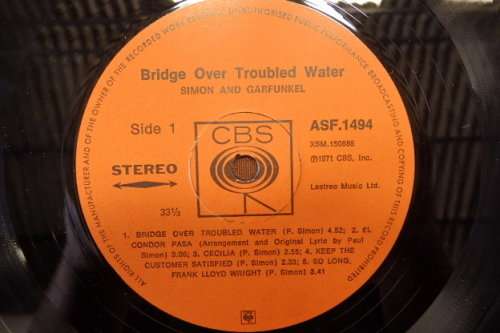 ALL RIGHTS OF THE MANUFACTURER AND OF THE OWNER OF THE RECORDED WORK RESERVED UNAUTHORISED PUBLIC PERFORMANCE BROADCASTING AND COPYING OF THIS RECORD PROHIBITED
Bridge Over Troubled Water
SIMON AND GARFUNKEL
Side 1
CBS
ASF.1494
XSM.150888
℗1971 CBS, Inc.
STEREO
Lastreo Music Ltd.
33⅓
1. BRIDGE OVER TROUBLED WATER (P. Simon) 4.52; 2. EL
CONDOR PASA (Arrangement and Original Lyric by Paul
Simon) 3.06; 3. CECILIA (P. Simon) 2.55; 4. KEEP THE
CUSTOMER SATISFIED (P. Simon) 2.33; 5. SO LONG,
FRANK LLOYD WRIGHT (P. Simon) 3.41